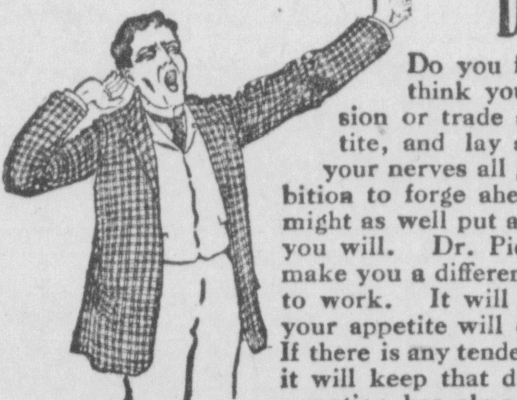 D
Do you f
think you
sion or trade
tite, and lay
your nerves all
bition to forge ahe
might as well put a
you will. Dr. Pie
make you a differen
to work. It will
your appetite will
If there is any tende
it will keep that d